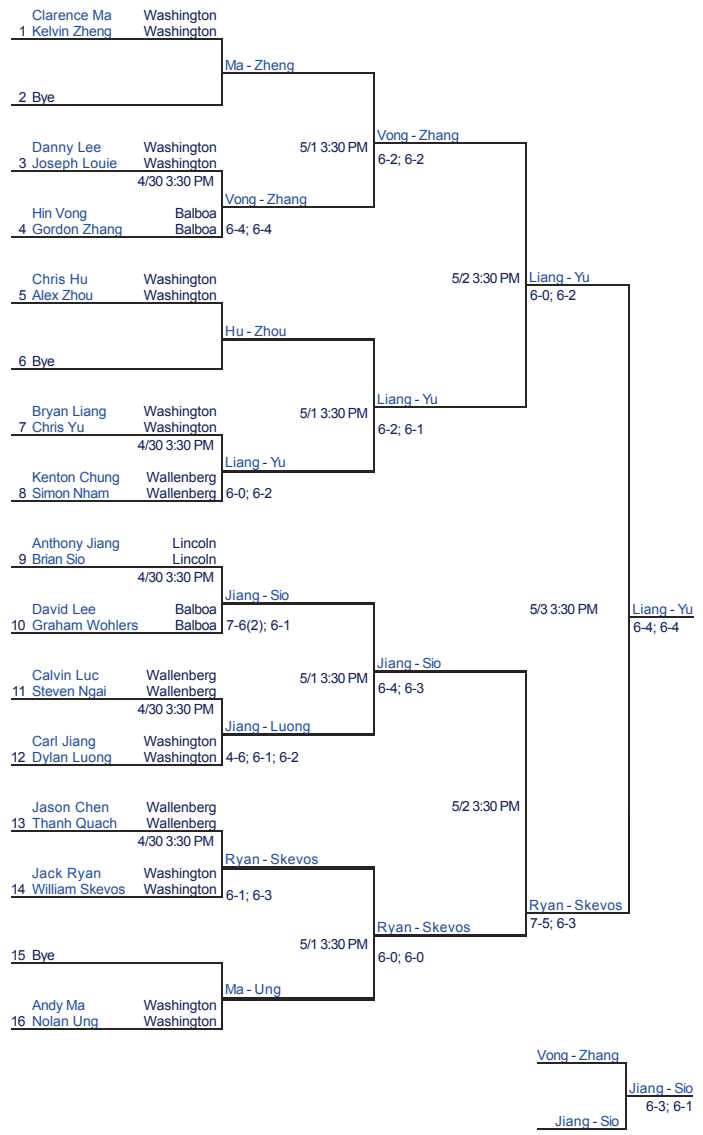 Clarence Ma Washington
1 Kelvin Zheng Washington
Ma - Zheng
2 Bye
Vong - Zhang
Danny Lee Washington
5/1 3:30 PM
6-2; 6-2
3 Joseph Louie Washington
4/30 3:30 PM
Vong - Zhang
Hin Vong Balboa
4 Gordon Zhang Balboa
6-4; 6-4
Chris Hu Washington
5/2 3:30 PM
Liang - Yu
5 Alex Zhou Washington
6-0; 6-2
Hu - Zhou
6 Bye
Liang - Yu
Bryan Liang Washington
5/1 3:30 PM
7 Chris Yu Washington
6-2; 6-1
4/30 3:30 PM
Liang - Yu
Kenton Chung Wallenberg
8 Simon Nham Wallenberg
6-0; 6-2
Anthony Jiang Lincoln
9 Brian Sio Lincoln
4/30 3:30 PM
Jiang - Sio
David Lee Balboa
5/3 3:30 PM
Liang - Yu
10 Graham Wohlers Balboa
7-6(2); 6-1
6-4; 6-4
Jiang - Sio
Calvin Luc Wallenberg
5/1 3:30 PM
6-4; 6-3
11 Steven Ngai Wallenberg
4/30 3:30 PM
Jiang - Luong
Carl Jiang Washington
12 Dylan Luong Washington
4-6; 6-1; 6-2
Jason Chen Wallenberg
5/2 3:30 PM
13 Thanh Quach Wallenberg
4/30 3:30 PM
Ryan - Skevos
Jack Ryan Washington
14 William Skevos Washington
6-1; 6-3
Ryan - Skevos
7-5; 6-3
Ryan - Skevos
5/1 3:30 PM
6-0; 6-0
15 Bye
Ma - Ung
Andy Ma Washington
16 Nolan Ung Washington
Vong - Zhang
Jiang - Sio
6-3; 6-1
Jiang - Sio